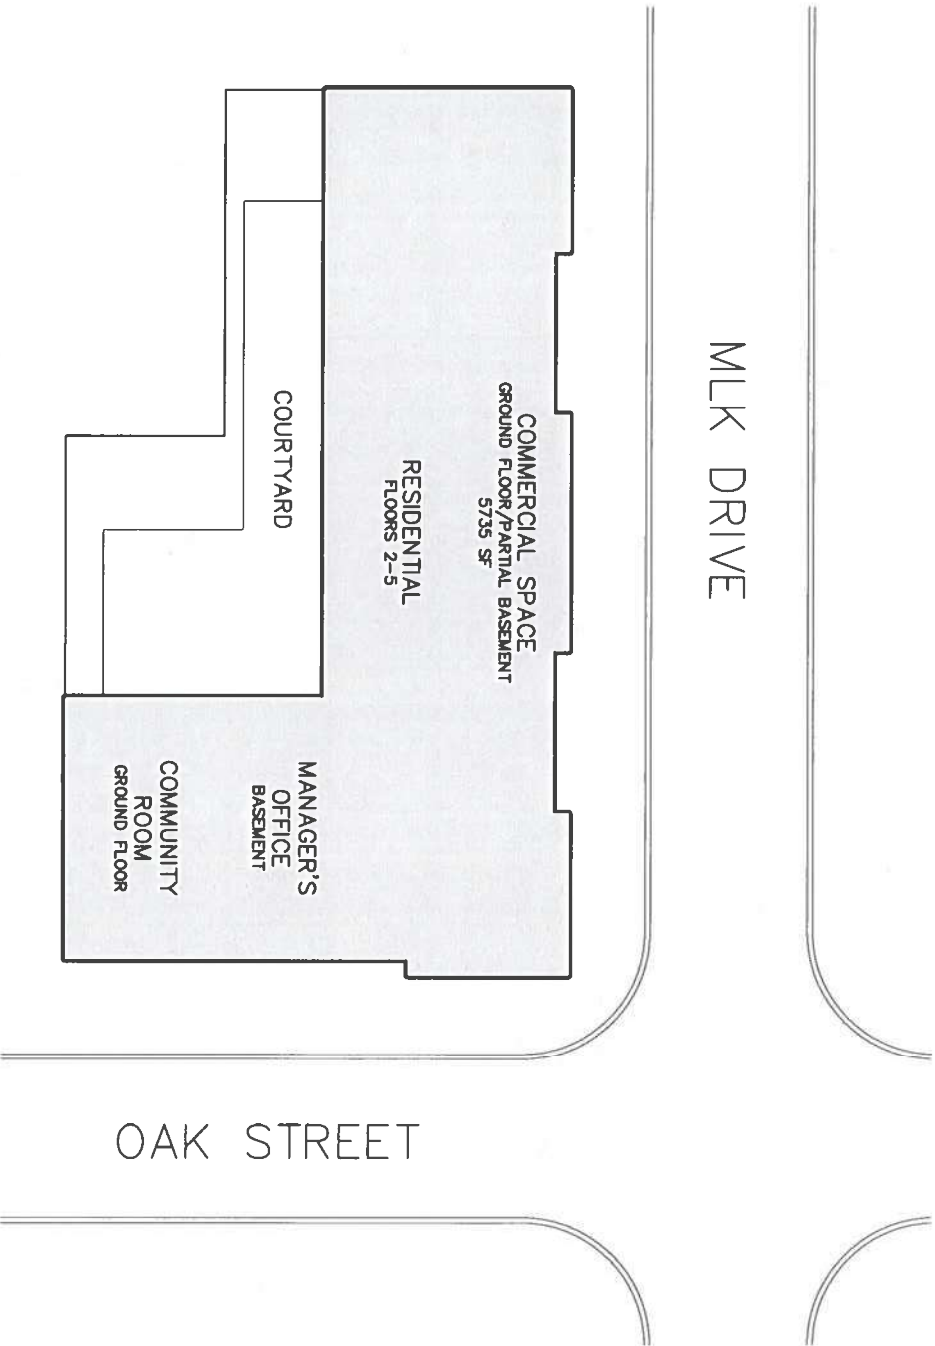 MLK DRIVE
COMMERCIAL SPACE
GROUND FLOOR/PARTIAL BASEMENT
5735 SF
RESIDENTIAL
FLOORS 2-5
COURTYARD
MANAGER'S
OFFICE
BASEMENT
COMMUNITY
ROOM
GROUND FLOOR
OAK STREET